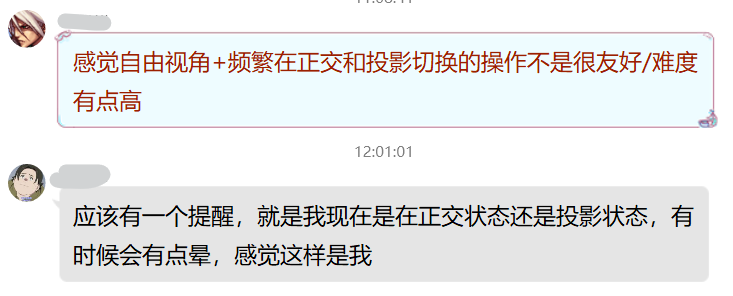 感觉自由视角+频繁在正交和投影切换的操作不是很友好/难度
有点高
12:01:01
应该有一个提醒，就是我现在是在正交状态还是投影状态，有
时候会有点晕，感觉这样是我